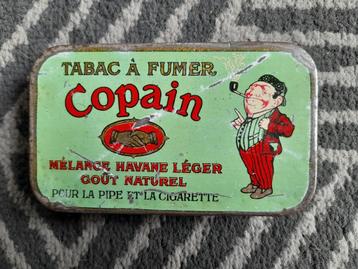 TABAC À FUMER
Copain
MÉLANGE HAVANE LÉGER
GOÛT NATUREL
POUR LA PIPE ET LA CIGARETTE